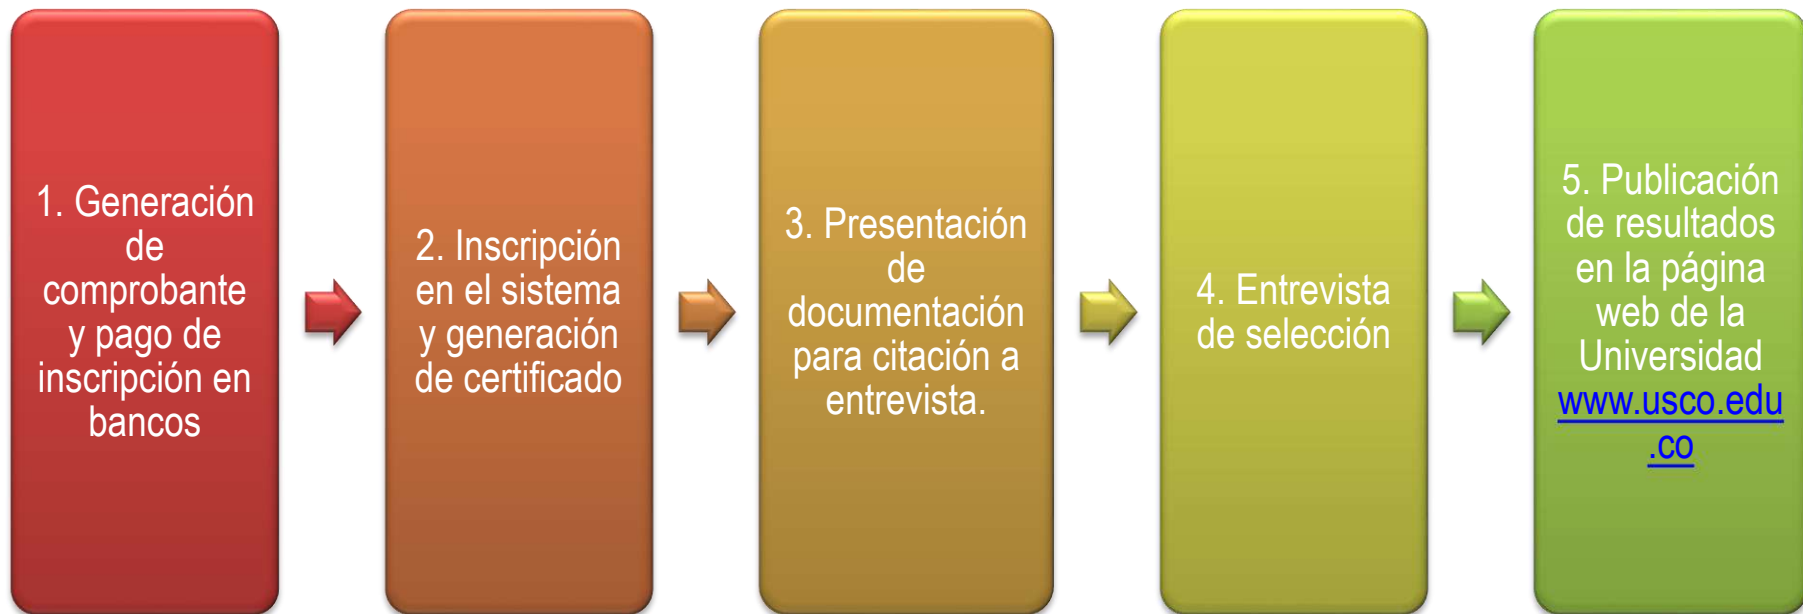 1. Generación
de
comprobante
y pago de
inscripción en
bancos
2. Inscripción
en el sistema
y generación
de certificado
3. Presentación
de
documentación
para citación a
entrevista.
4. Entrevista
de selección
5. Publicación
de resultados
en la página
web de la
Universidad
www.usco.edu
.co